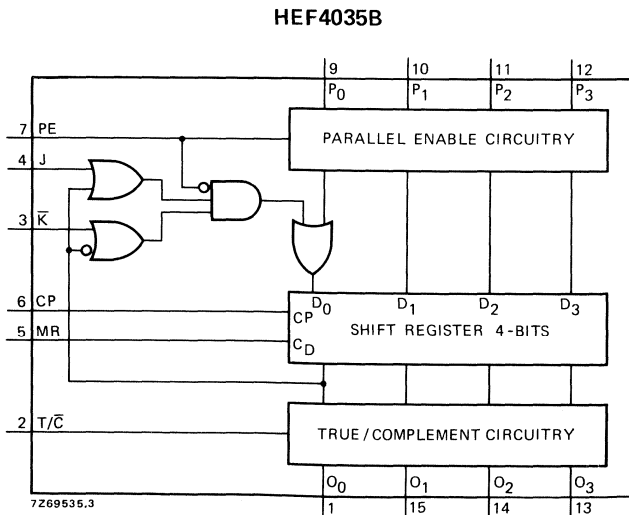 HEF4035B
9 10 11 12
P0 P1 P2 P3
7 PE
PARALLEL ENABLE CIRCUITRY
4 J
3 K̅
D0 D1 D2 D3
6 CP
CP
SHIFT REGISTER 4-BITS
5 MR
CD
2 T/C̅
TRUE/COMPLEMENT CIRCUITRY
O0 O1 O2 O3
7Z69535.3
1 15 14 13